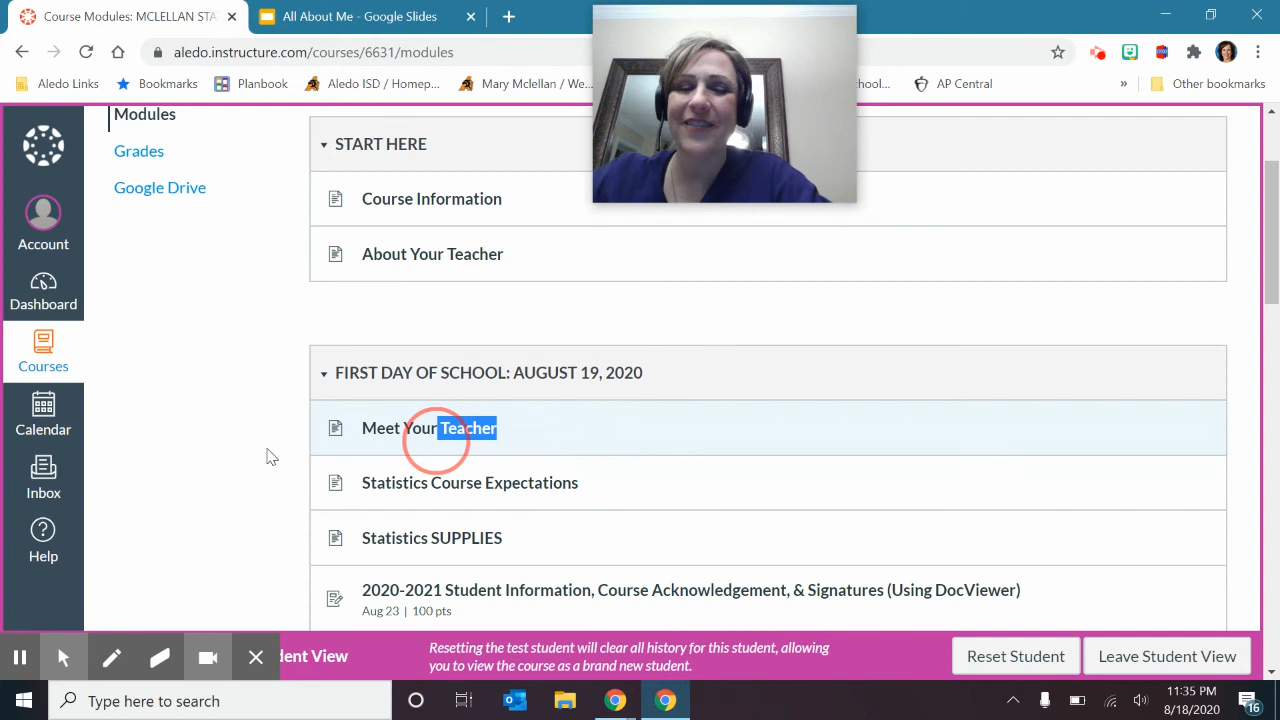 Course Modules: MCLELLAN STA
All About Me - Google Slides
aledo.instructure.com/courses/6631/modules
Aledo Links
Bookmarks
Planbook
Aledo ISD / Homep...
Mary Mclellan / We...
chool...
AP Central
»
Other bookmarks
Modules
Grades
Google Drive
START HERE
Course Information
About Your Teacher
FIRST DAY OF SCHOOL: AUGUST 19, 2020
Meet Your Teacher
Statistics Course Expectations
Statistics SUPPLIES
2020-2021 Student Information, Course Acknowledgement, & Signatures (Using DocViewer)
Aug 23 | 100 pts
Account
Dashboard
Courses
Calendar
Inbox
Help
dent View
Resetting the test student will clear all history for this student, allowing
you to view the course as a brand new student.
Reset Student
Leave Student View
Type here to search
11:35 PM
8/18/2020
16